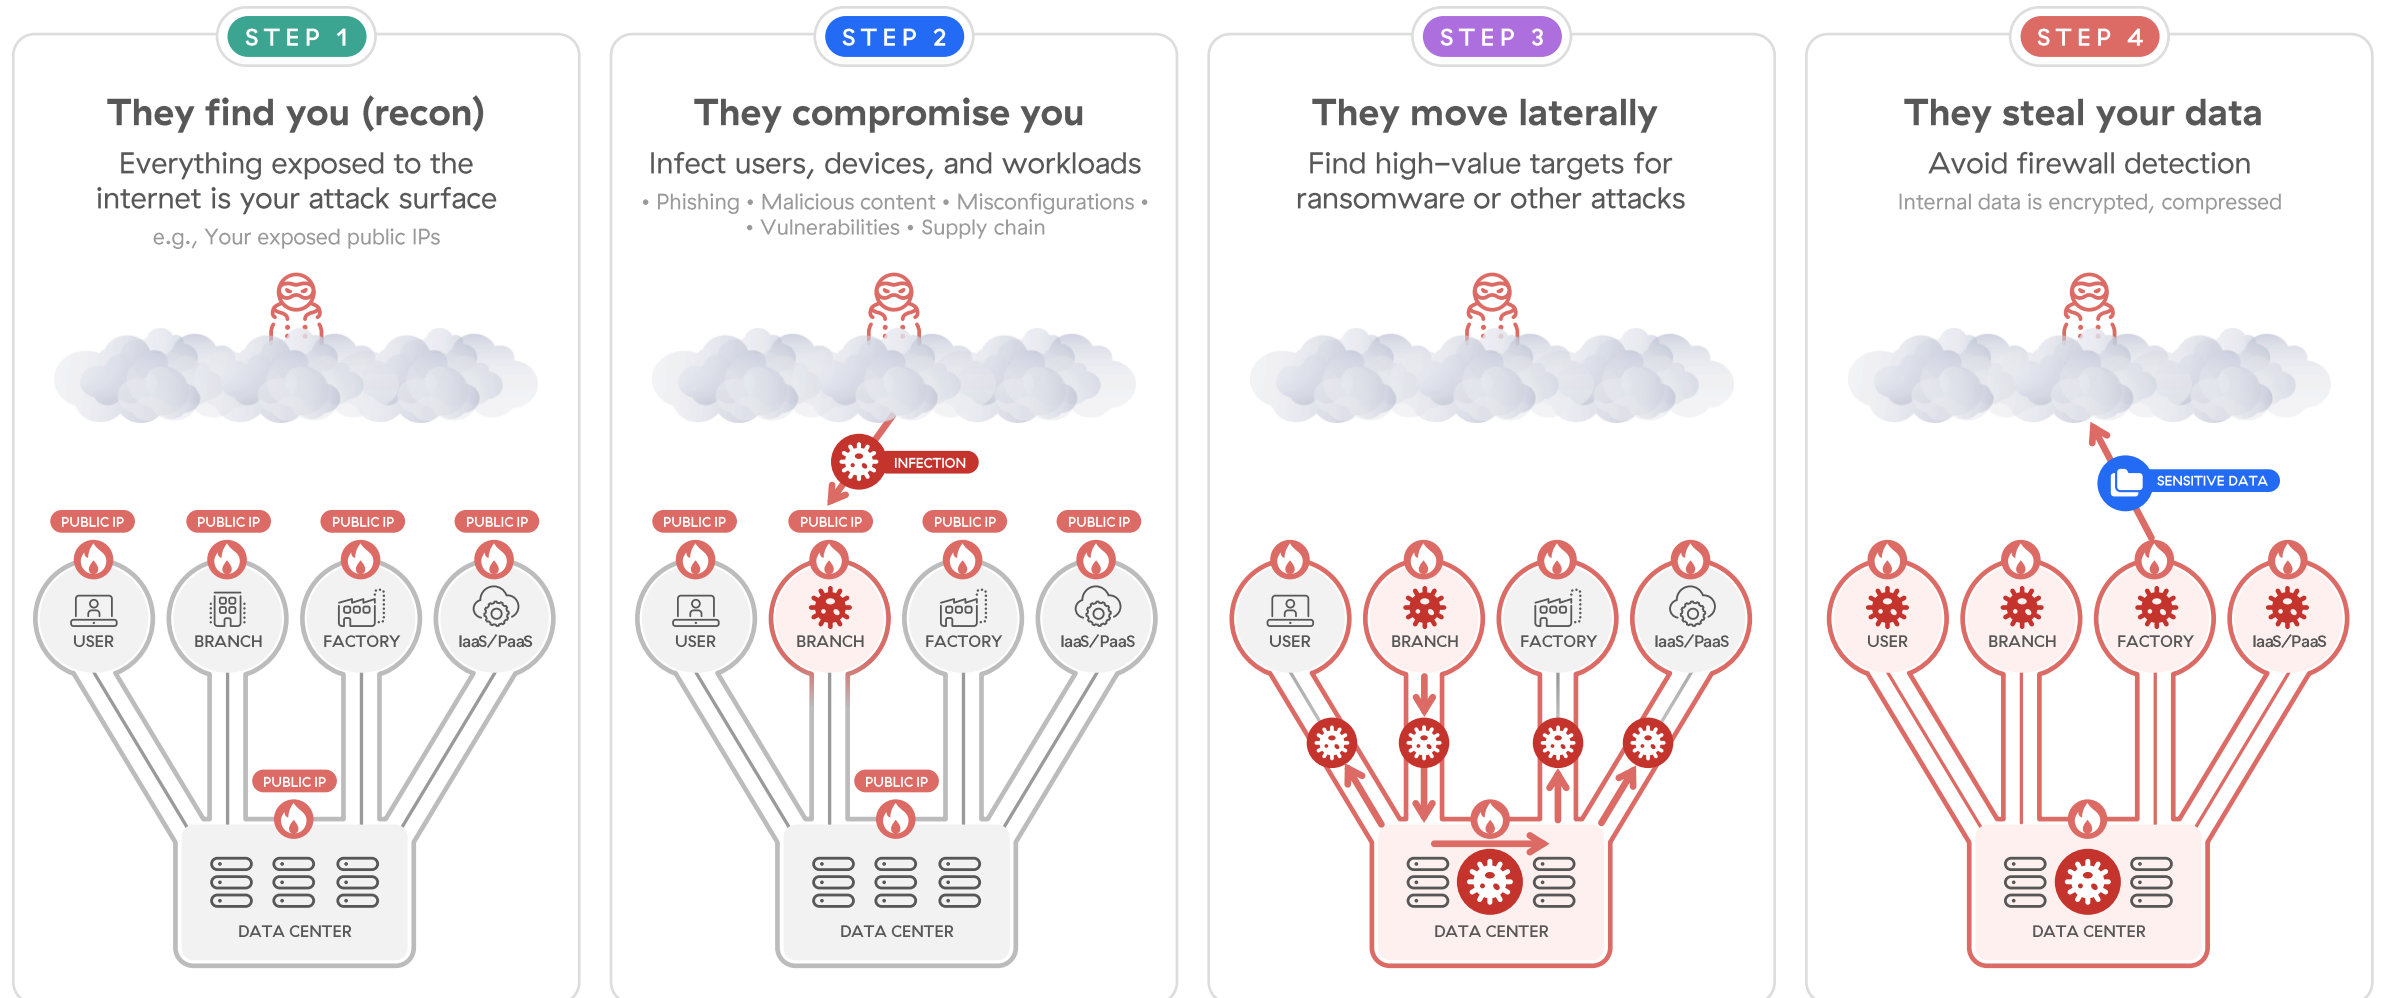 STEP 1
They find you (recon)
Everything exposed to the
internet is your attack surface
e.g., Your exposed public IPs
PUBLIC IP
PUBLIC IP
PUBLIC IP
PUBLIC IP
USER
BRANCH
FACTORY
IaaS/PaaS
PUBLIC IP
DATA CENTER
STEP 2
They compromise you
Infect users, devices, and workloads
• Phishing • Malicious content • Misconfigurations •
• Vulnerabilities • Supply chain
INFECTION
PUBLIC IP
PUBLIC IP
PUBLIC IP
PUBLIC IP
USER
BRANCH
FACTORY
IaaS/PaaS
PUBLIC IP
DATA CENTER
STEP 3
They move laterally
Find high-value targets for
ransomware or other attacks
USER
BRANCH
FACTORY
IaaS/PaaS
DATA CENTER
STEP 4
They steal your data
Avoid firewall detection
Internal data is encrypted, compressed
SENSITIVE DATA
USER
BRANCH
FACTORY
IaaS/PaaS
DATA CENTER